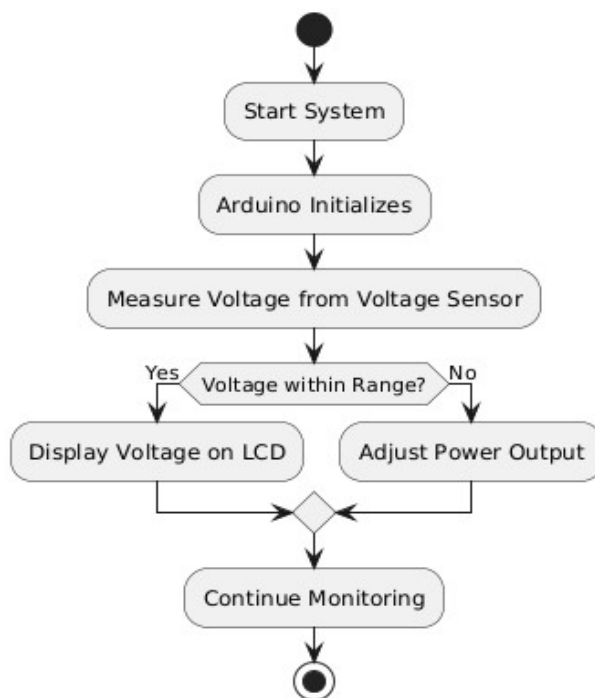 Start System
Arduino Initializes
Measure Voltage from Voltage Sensor
Yes
Voltage within Range?
No
Display Voltage on LCD
Adjust Power Output
Continue Monitoring